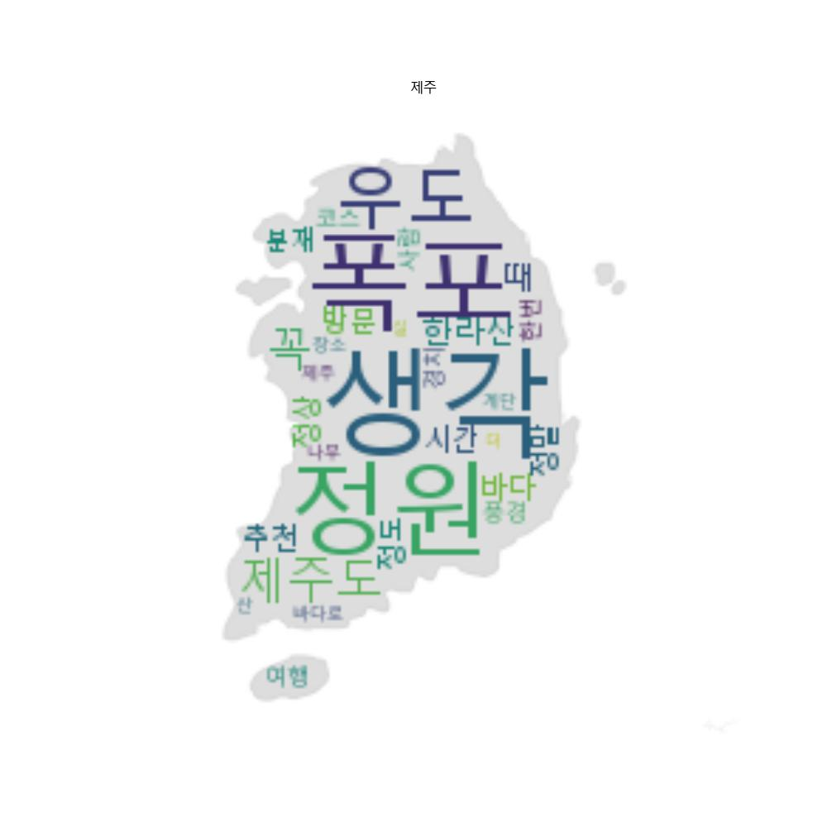 제주
우도
코스
분재
사람
폭포
때
방문
길
한라산
한번
꼭
장소
경치
제주
생각
계단
정상
시간
더
정말
나무
정원
바다
풍경
추천
정도
제주도
산
바다로
여행